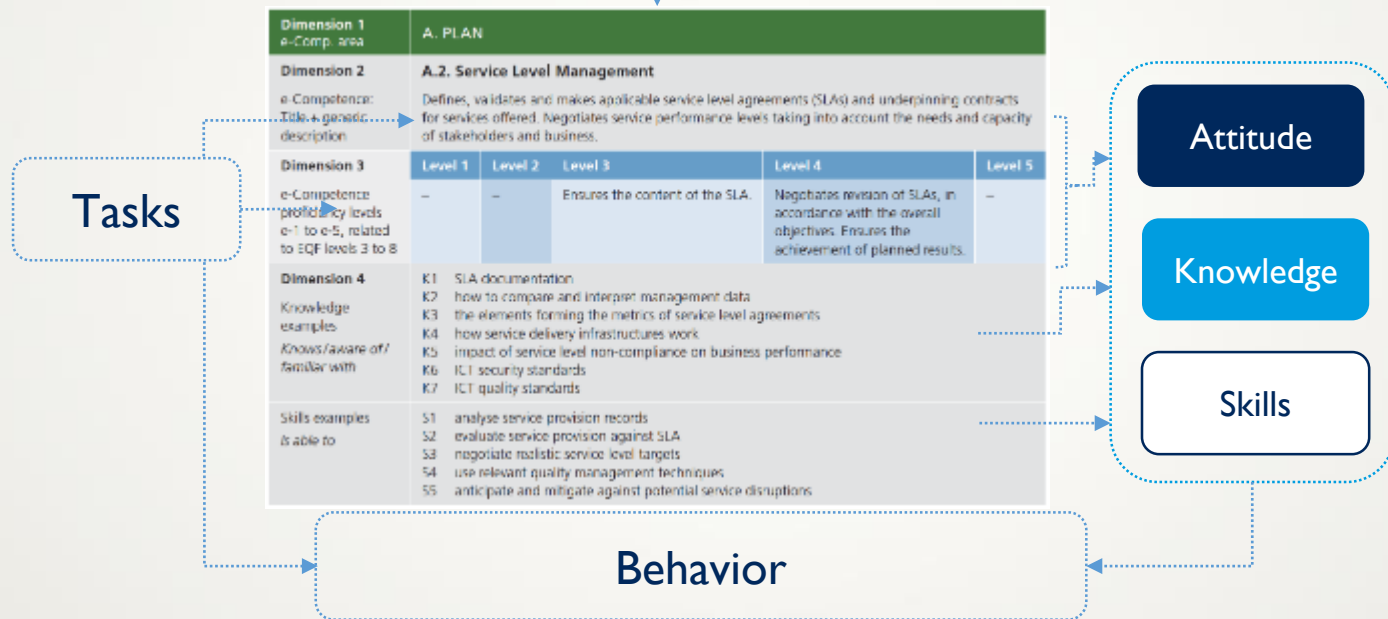 Dimension 1
e-Comp. area
A. PLAN
Dimension 2
e-Competence:
Title + generic
description
A.2. Service Level Management
Defines, validates and makes applicable service level agreements (SLAs) and underpinning contracts
for services offered. Negotiates service performance levels taking into account the needs and capacity
of stakeholders and business.
Dimension 3
e-Competence
proficiency levels
e-1 to e-5, related
to EQF levels 3 to 8
Level 1
Level 2
Level 3
Level 4
Level 5
–
–
Ensures the content of the SLA.
Negotiates revision of SLAs, in
accordance with the overall
objectives. Ensures the
achievement of planned results.
–
Dimension 4
Knowledge
examples
Knows/aware of/
familiar with
K1 SLA documentation
K2 how to compare and interpret management data
K3 the elements forming the metrics of service level agreements
K4 how service delivery infrastructures work
K5 impact of service level non-compliance on business performance
K6 ICT security standards
K7 ICT quality standards
Skills examples
Is able to
S1 analyse service provision records
S2 evaluate service provision against SLA
S3 negotiate realistic service level targets
S4 use relevant quality management techniques
S5 anticipate and mitigate against potential service disruptions
Tasks
Attitude
Knowledge
Skills
Behavior